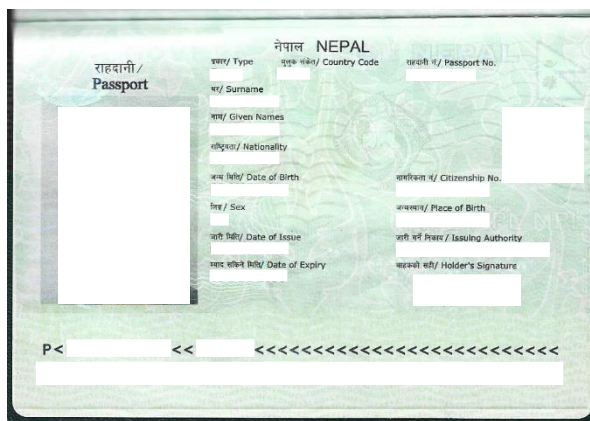 नेपाल NEPAL
राहदानी/
Passport
प्रकार/ Type
मुलुक संकेत/ Country Code
राहदानी नं/ Passport No.
थर/ Surname
नाम/ Given Names
राष्ट्रियता/ Nationality
जन्म मिति/ Date of Birth
नागरिकता नं/ Citizenship No.
लिङ्ग/ Sex
जन्मस्थान/ Place of Birth
जारी मिति/ Date of Issue
जारी गर्ने निकाय/ Issuing Authority
म्याद सकिने मिति/ Date of Expiry
वाहकको सही/ Holder's Signature
P< << <<<<<<<<<<<<<<<<<<<<<<<<<<